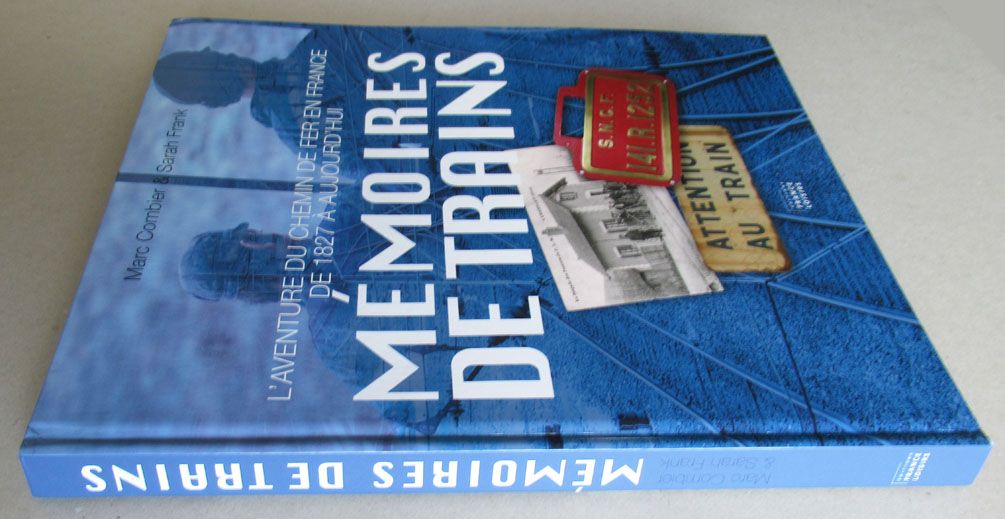 Marc Combier & Sarah Frank
L'AVENTURE DU CHEMIN DE FER EN FRANCE
DE 1827 À AUJOURD'HUI
MÉMOIRES
DE TRAINS
S.N.C.F.
141.R.1252
ATTENTION
AU TRAIN
MÉMOIRES DE TRAINS
Marc Combier
& Sarah Frank